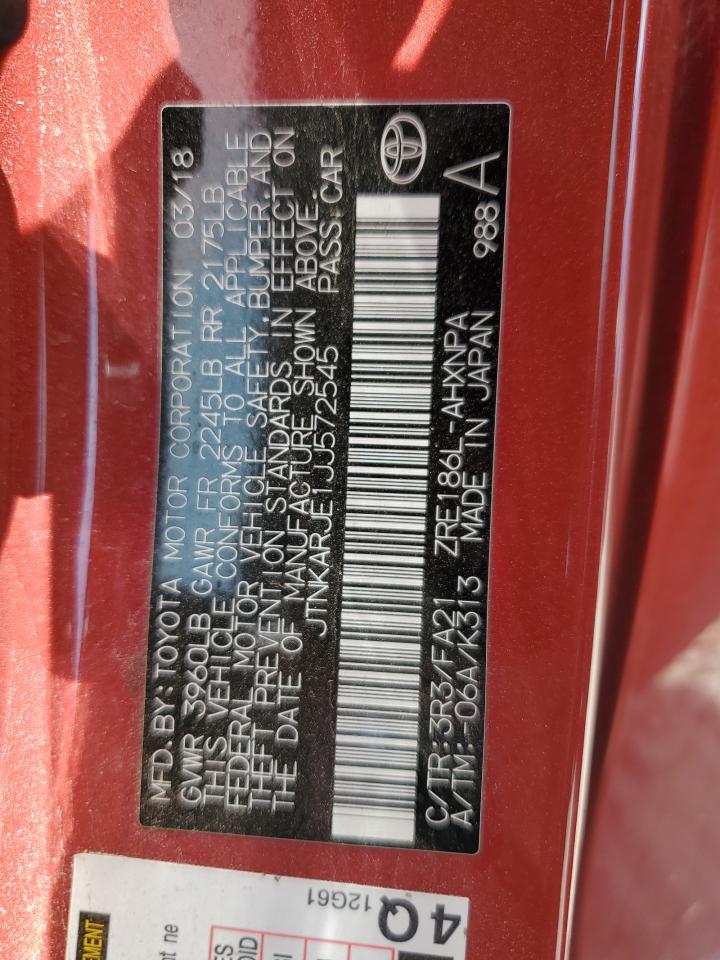 MFD.BY:TOYOTA MOTOR CORPORATION 03/18
GVWR 3960LB GAWR FR 2245LB RR 2175LB
THIS VEHICLE CONFORMS TO ALL APPLICABLE
FEDERAL MOTOR VEHICLE SAFETY,BUMPER,AND
THEFT PREVENTION STANDARDS IN EFFECT ON
THE DATE OF MANUFACTURE SHOWN ABOVE.
JTNKARJE1JJ572545 PASS.CAR
C/TR:3R3/FA21 ZRE186L-AHXNPA
A/TM:-06A/K313 MADE IN JAPAN
988 A
4Q
12G61